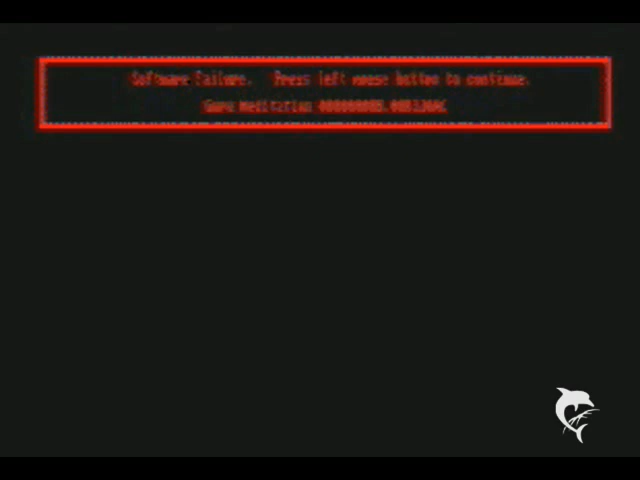 Software Failure. Press left mouse button to continue.
Guru Meditation